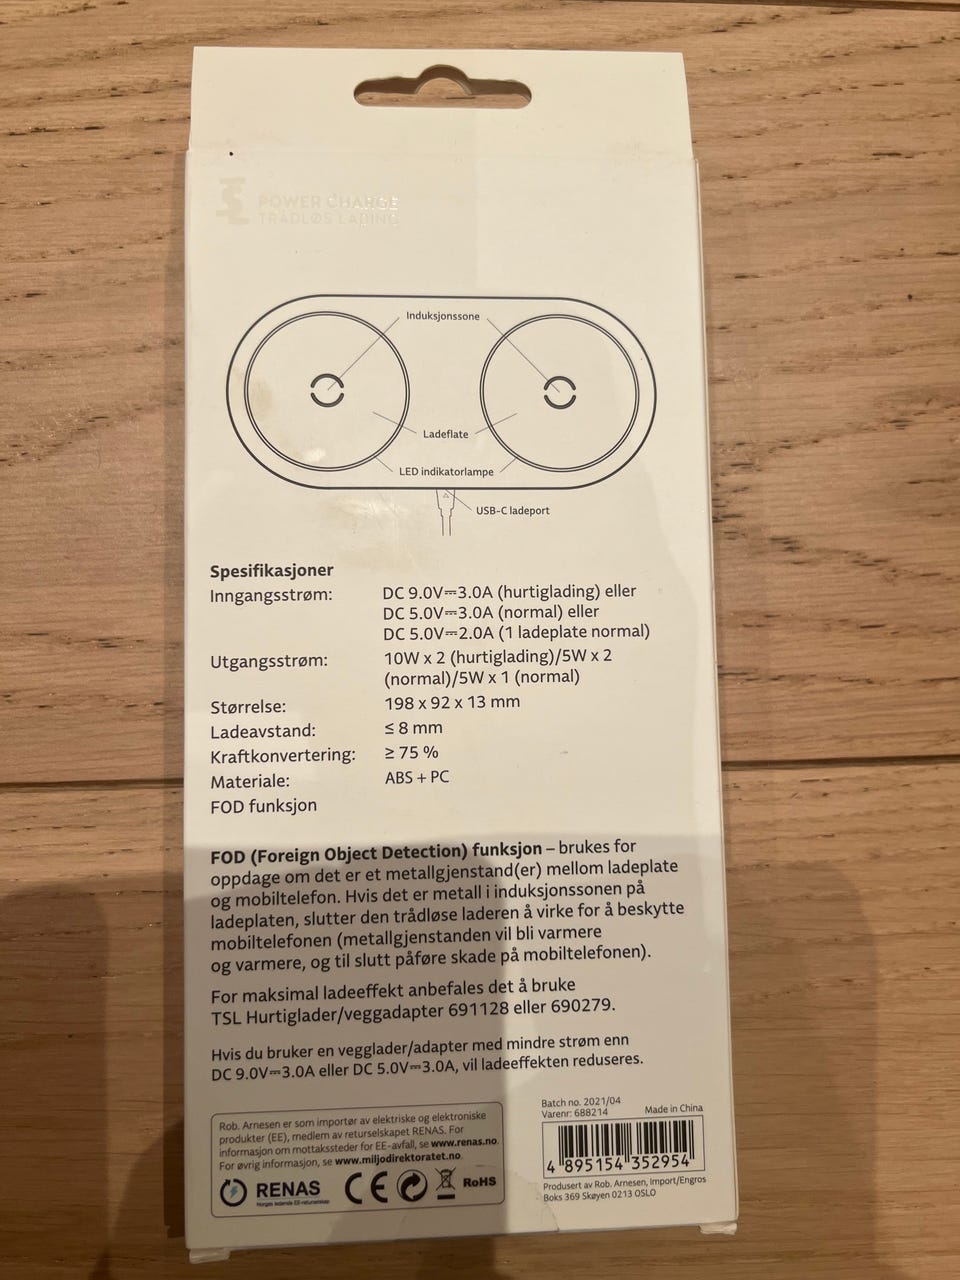 POWER CHARGE
TRÅDLØS LADING
Induksjonssone
Ladeflate
LED indikatorlampe
USB-C ladeport
Spesifikasjoner
Inngangsstrøm: DC 9.0V⎓3.0A (hurtiglading) eller
DC 5.0V⎓3.0A (normal) eller
DC 5.0V⎓2.0A (1 ladeplate normal)
Utgangsstrøm: 10W x 2 (hurtiglading)/5W x 2
(normal)/5W x 1 (normal)
Størrelse: 198 x 92 x 13 mm
Ladeavstand: ≤ 8 mm
Kraftkonvertering: ≥ 75 %
Materiale: ABS + PC
FOD funksjon
FOD (Foreign Object Detection) funksjon – brukes for
oppdage om det er et metallgjenstand(er) mellom ladeplate
og mobiltelefon. Hvis det er metall i induksjonssonen på
ladeplaten, slutter den trådløse laderen å virke for å beskytte
mobiltelefonen (metallgjenstanden vil bli varmere
og varmere, og til slutt påføre skade på mobiltelefonen).
For maksimal ladeeffekt anbefales det å bruke
TSL Hurtiglader/veggadapter 691128 eller 690279.
Hvis du bruker en vegglader/adapter med mindre strøm enn
DC 9.0V⎓3.0A eller DC 5.0V⎓3.0A, vil ladeeffekten reduseres.
Rob. Arnesen er som importør av elektriske og elektroniske
produkter (EE), medlem av returselskapet RENAS. For
informasjon om mottakssteder for EE-avfall, se www.renas.no.
For øvrig informasjon, se www.miljodirektoratet.no.
RENAS
Norges ledende EE-returselskap
CE
RoHS
Batch no. 2021/04
Varenr: 688214 Made in China
4 895154 352954
Produsert av Rob. Arnesen, Import/Engros
Boks 369 Skøyen 0213 OSLO